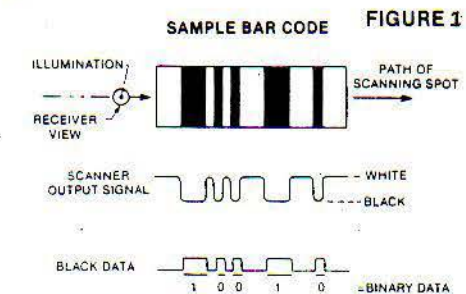 FIGURE 1
SAMPLE BAR CODE
ILLUMINATION
PATH OF
SCANNING SPOT
RECEIVER
VIEW
SCANNER
OUTPUT SIGNAL
WHITE
BLACK
BLACK DATA
1 0 0 1 0 =BINARY DATA